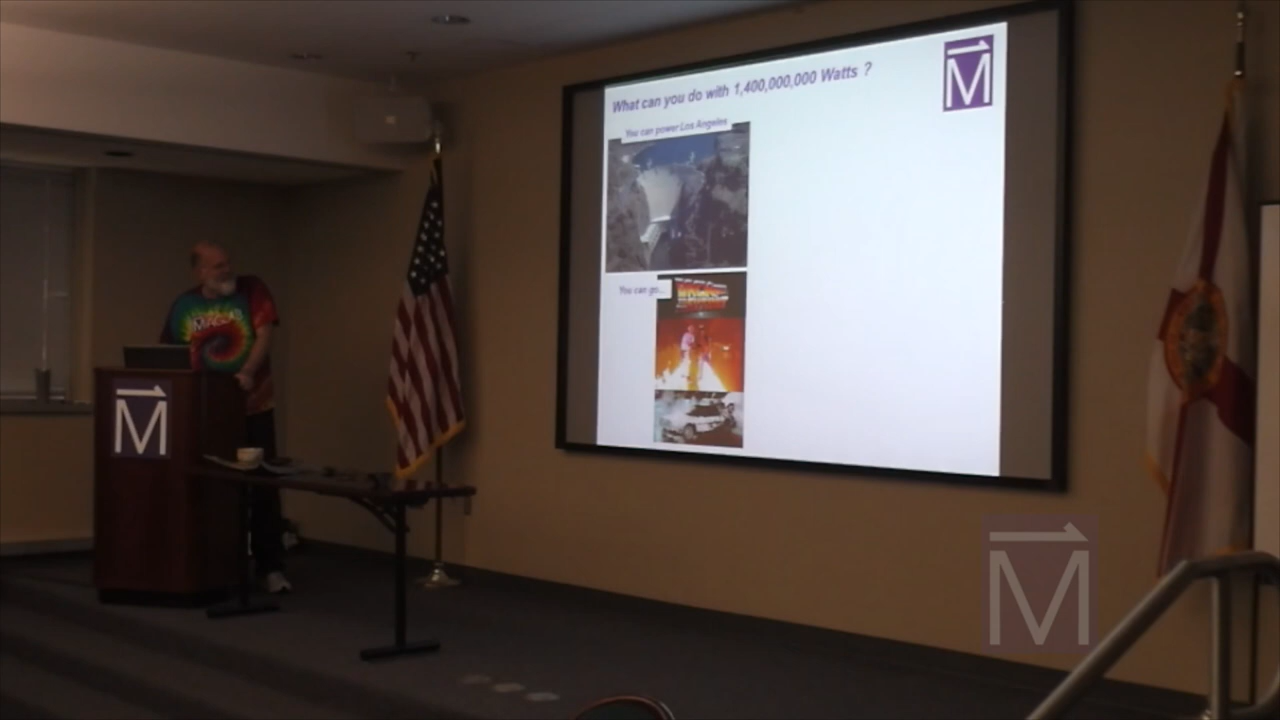 What can you do with 1,400,000,000 Watts ?
M
You can power Los Angeles
You can go...
M
M